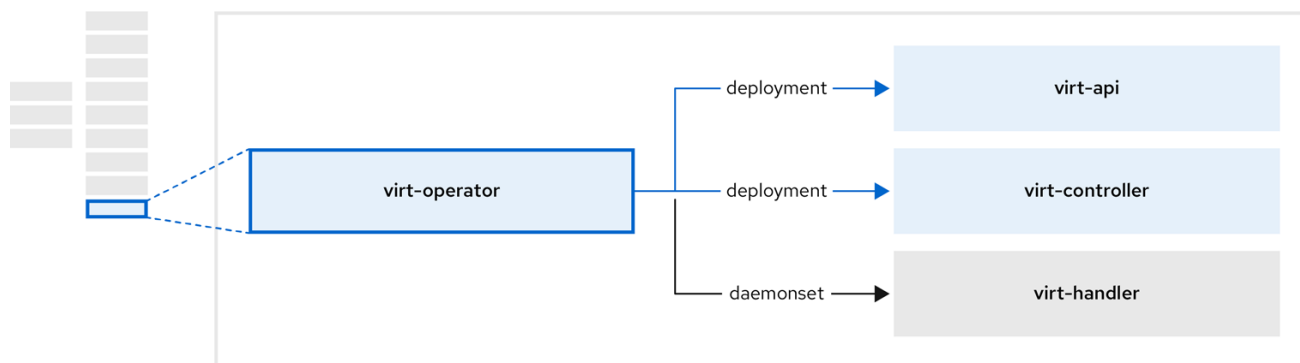 deployment
virt-api
virt-operator
deployment
virt-controller
daemonset
virt-handler